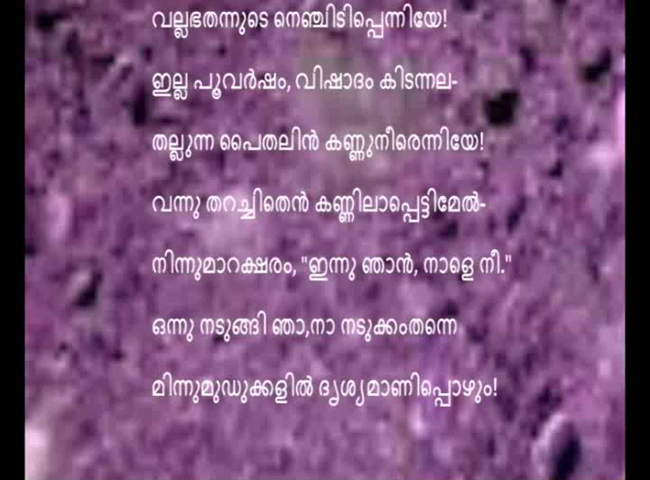 വല്ലഭതന്നുടെ നെഞ്ചിടിപ്പെന്നിയേ!
ഇല്ല പൂവർഷം, വിഷാദം കിടന്നല-
തല്ലുന്ന പൈതലിൻ കണ്ണുനീരെന്നിയേ!
വന്നു തറച്ചിതെൻ കണ്ണിലാപ്പെട്ടിമേൽ-
നിന്നുമാറക്ഷരം, "ഇന്നു ഞാൻ, നാളെ നീ."
ഒന്നു നടുങ്ങി ഞാ,നാ നടുക്കംതന്നെ
മിന്നുമുഡുക്കളിൽ ദൃശ്യമാണിപ്പൊഴും!